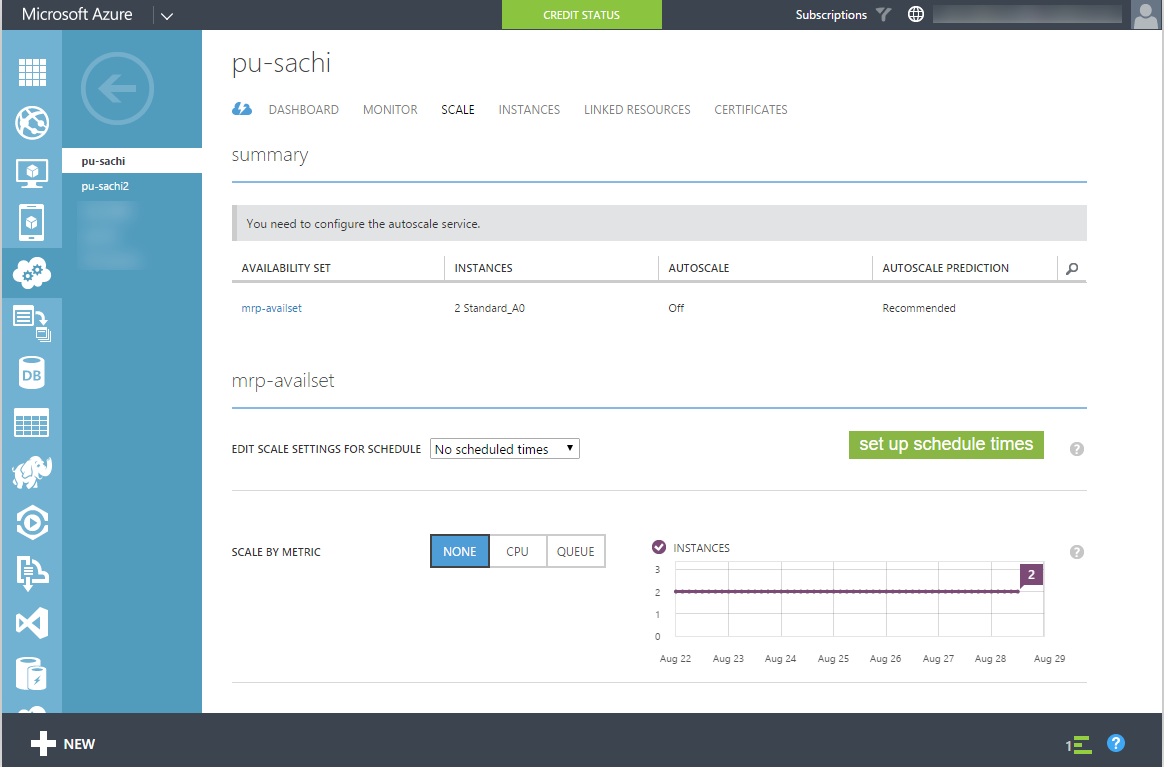 Microsoft Azure
CREDIT STATUS
Subscriptions
pu-sachi
pu-sachi2
DB
pu-sachi
DASHBOARD MONITOR SCALE INSTANCES LINKED RESOURCES CERTIFICATES
summary
You need to configure the autoscale service.
AVAILABILITY SET INSTANCES AUTOSCALE AUTOSCALE PREDICTION
mrp-availset 2 Standard_A0 Off Recommended
mrp-availset
EDIT SCALE SETTINGS FOR SCHEDULE No scheduled times set up schedule times ?
SCALE BY METRIC NONE CPU QUEUE
INSTANCES ?
3
2
1
0
2
Aug 22 Aug 23 Aug 24 Aug 25 Aug 26 Aug 27 Aug 28 Aug 29
NEW
1 ?